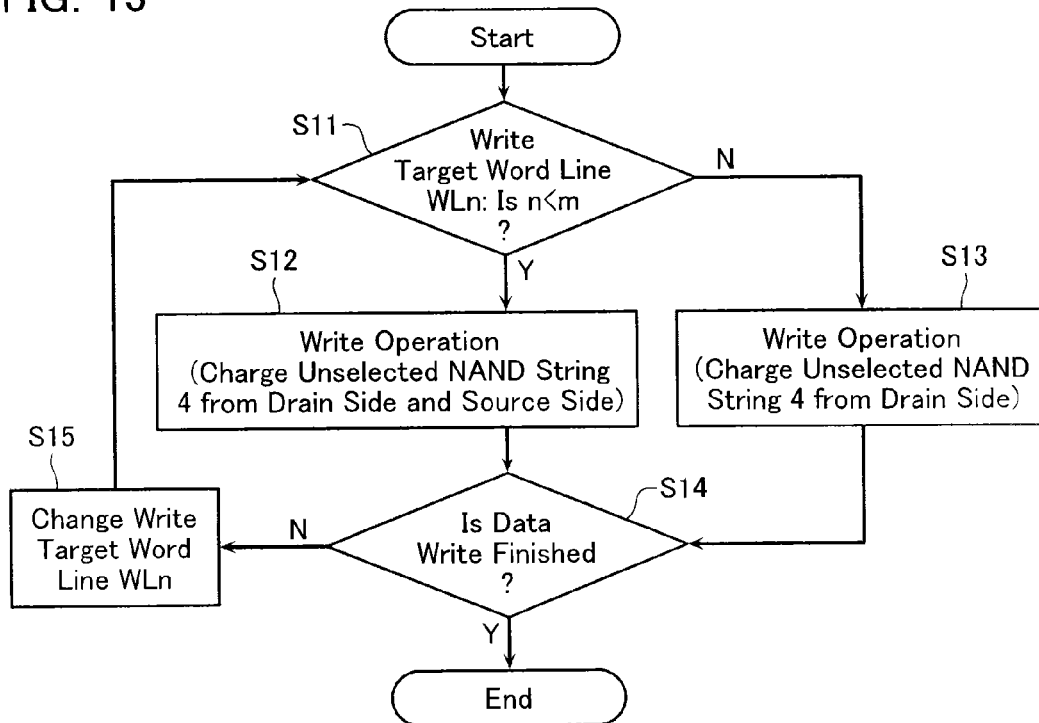 FIG. 13
Start
S11
Write
Target Word Line
WLn: Is n<m
?
N
Y
S12
Write Operation
(Charge Unselected NAND String
4 from Drain Side and Source Side)
S13
Write Operation
(Charge Unselected NAND
String 4 from Drain Side)
S15
Change Write
Target Word
Line WLn
N
S14
Is Data
Write Finished
?
Y
End